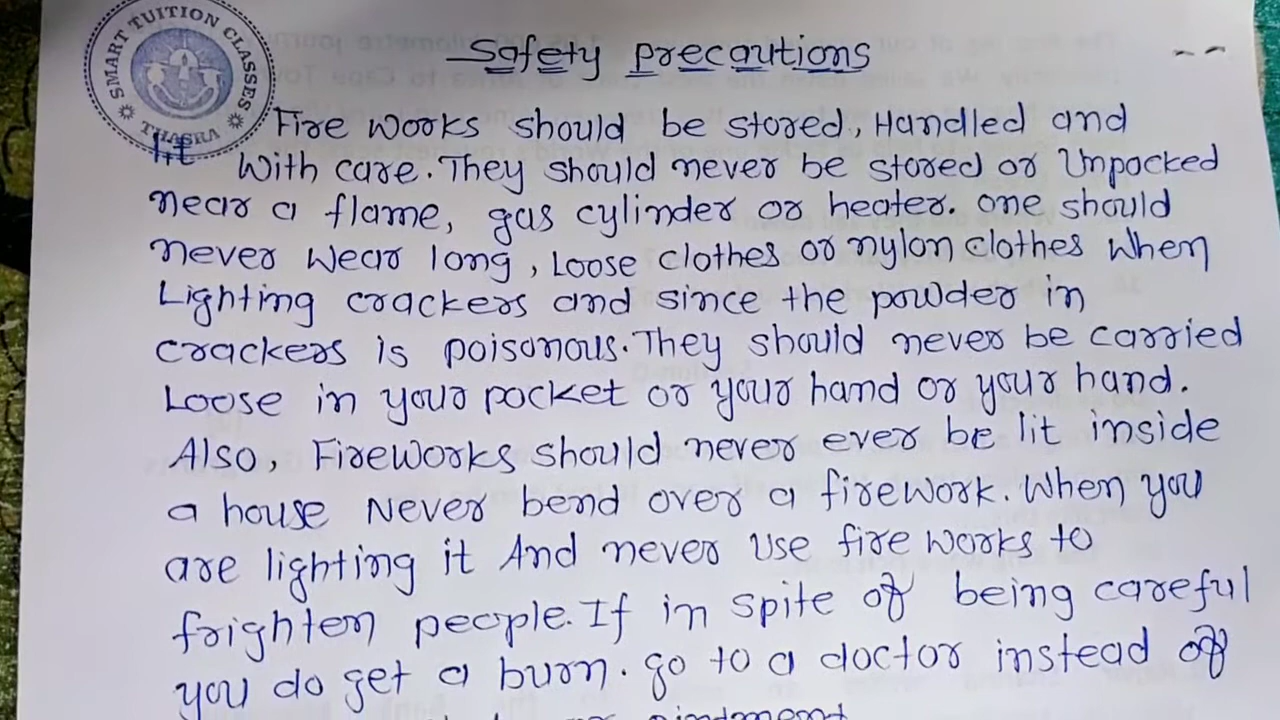 SMART TUITION CLASSES
THASRA
Safety precautions
Fire works should be stored, Handled and
lit With care. They should never be stored or Unpacked
near a flame, gas cylinder or heater. one should
never wear long, Loose clothes or nylon clothes when
Lighting crackers and since the powder in
crackers is poisonous. They should never be carried
Loose in your pocket or your hand or your hand.
Also, Fireworks should never ever be lit inside
a house Never bend over a firework. When you
are lighting it And never Use fire works to
frighten people. If in spite of being careful
you do get a burn. go to a doctor instead of